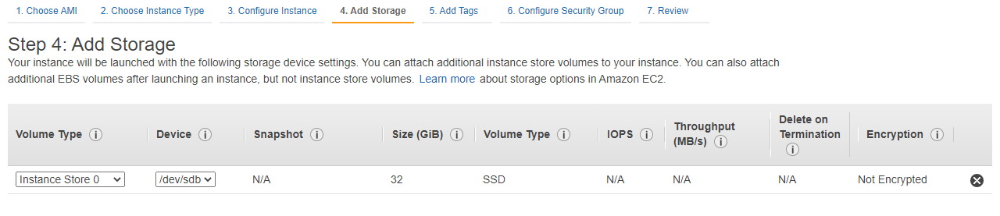 1. Choose AMI 2. Choose Instance Type 3. Configure Instance 4. Add Storage 5. Add Tags 6. Configure Security Group 7. Review
Step 4: Add Storage
Your instance will be launched with the following storage device settings. You can attach additional instance store volumes to your instance. You can also attach
additional EBS volumes after launching an instance, but not instance store volumes. Learn more about storage options in Amazon EC2.
Volume Type i Device i Snapshot i Size (GiB) i Volume Type i IOPS i Throughput (MB/s) i Delete on Termination i Encryption i
Instance Store 0 /dev/sdb N/A 32 SSD N/A N/A N/A Not Encrypted